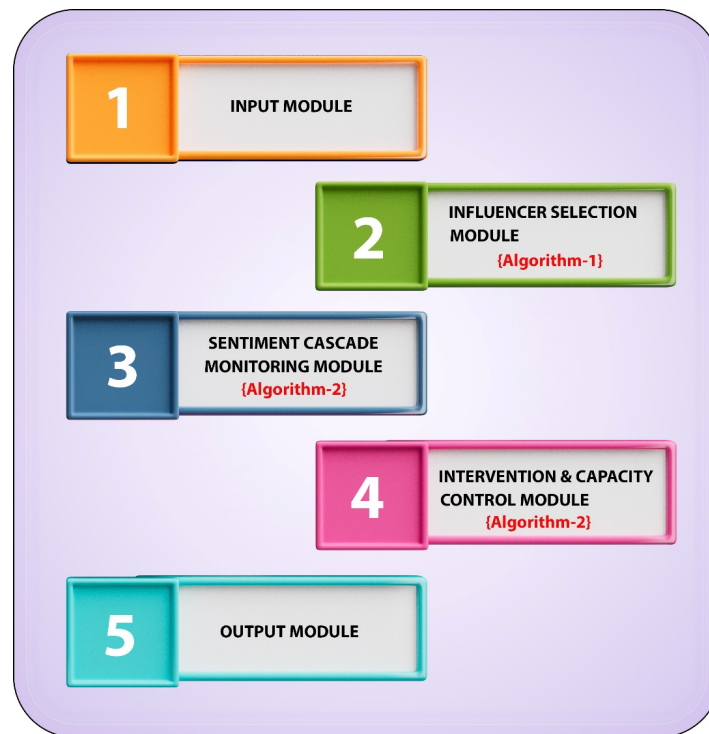 1
INPUT MODULE
2
INFLUENCER SELECTION
MODULE
{Algorithm-1}
3
SENTIMENT CASCADE
MONITORING MODULE
{Algorithm-2}
4
INTERVENTION & CAPACITY
CONTROL MODULE
{Algorithm-2}
5
OUTPUT MODULE